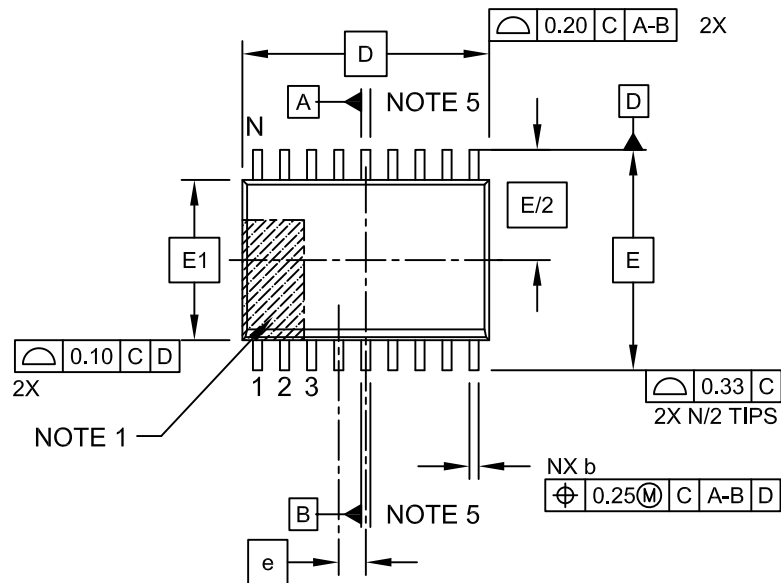 ⌓ 0.20 C A-B 2X
D
A NOTE 5
D
N
E/2
E1
E
⌓ 0.10 C D
2X
1 2 3
⌓ 0.33 C
2X N/2 TIPS
NOTE 1
NX b
⌖ 0.25Ⓜ C A-B D
B NOTE 5
e